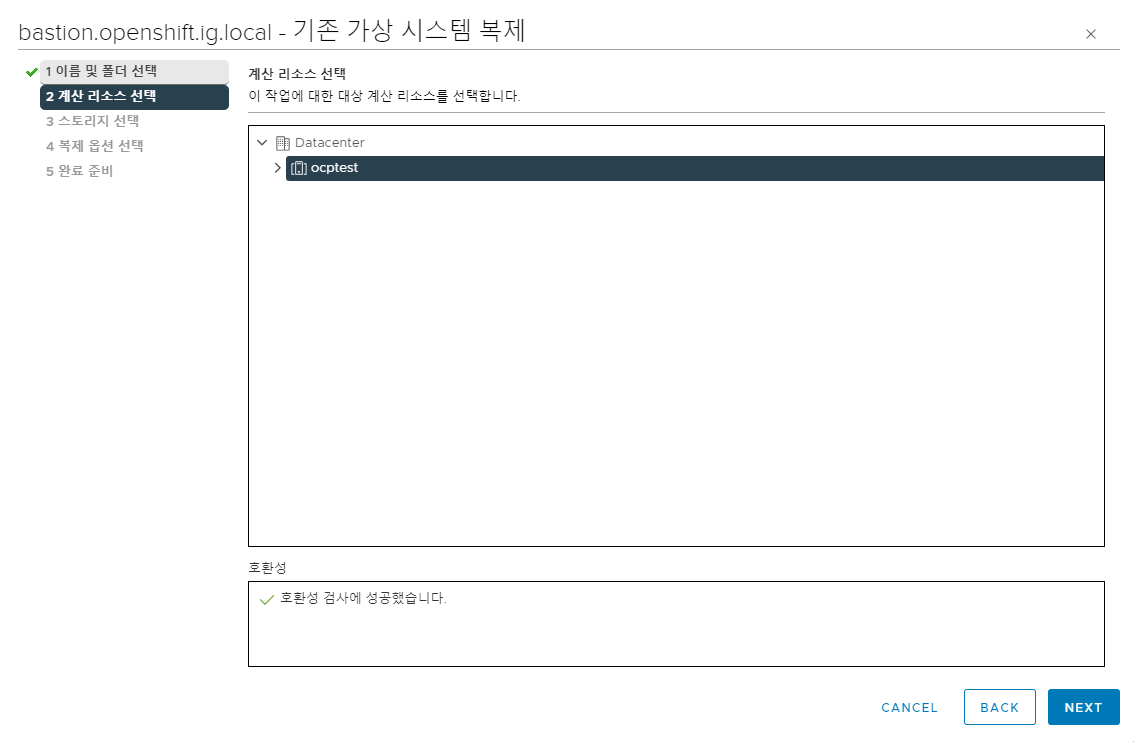 bastion.openshift.ig.local - 기존 가상 시스템 복제
1 이름 및 폴더 선택
2 계산 리소스 선택
3 스토리지 선택
4 복제 옵션 선택
5 완료 준비
계산 리소스 선택
이 작업에 대한 대상 계산 리소스를 선택합니다.
Datacenter
ocptest
호환성
호환성 검사에 성공했습니다.
CANCEL BACK NEXT